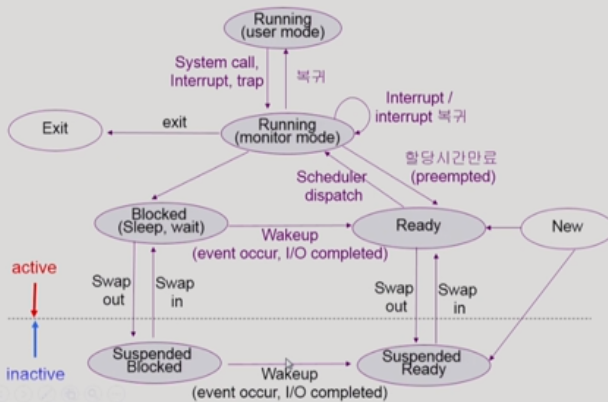 Running
(user mode)
System call,
Interrupt, trap
복귀
Interrupt /
interrupt 복귀
Exit
exit
Running
(monitor mode)
할당시간만료
(preempted)
Scheduler
dispatch
Blocked
(Sleep, wait)
Wakeup
(event occur, I/O completed)
Ready
New
active
Swap
out
Swap
in
Swap
out
Swap
in
inactive
Suspended
Blocked
Wakeup
(event occur, I/O completed)
Suspended
Ready